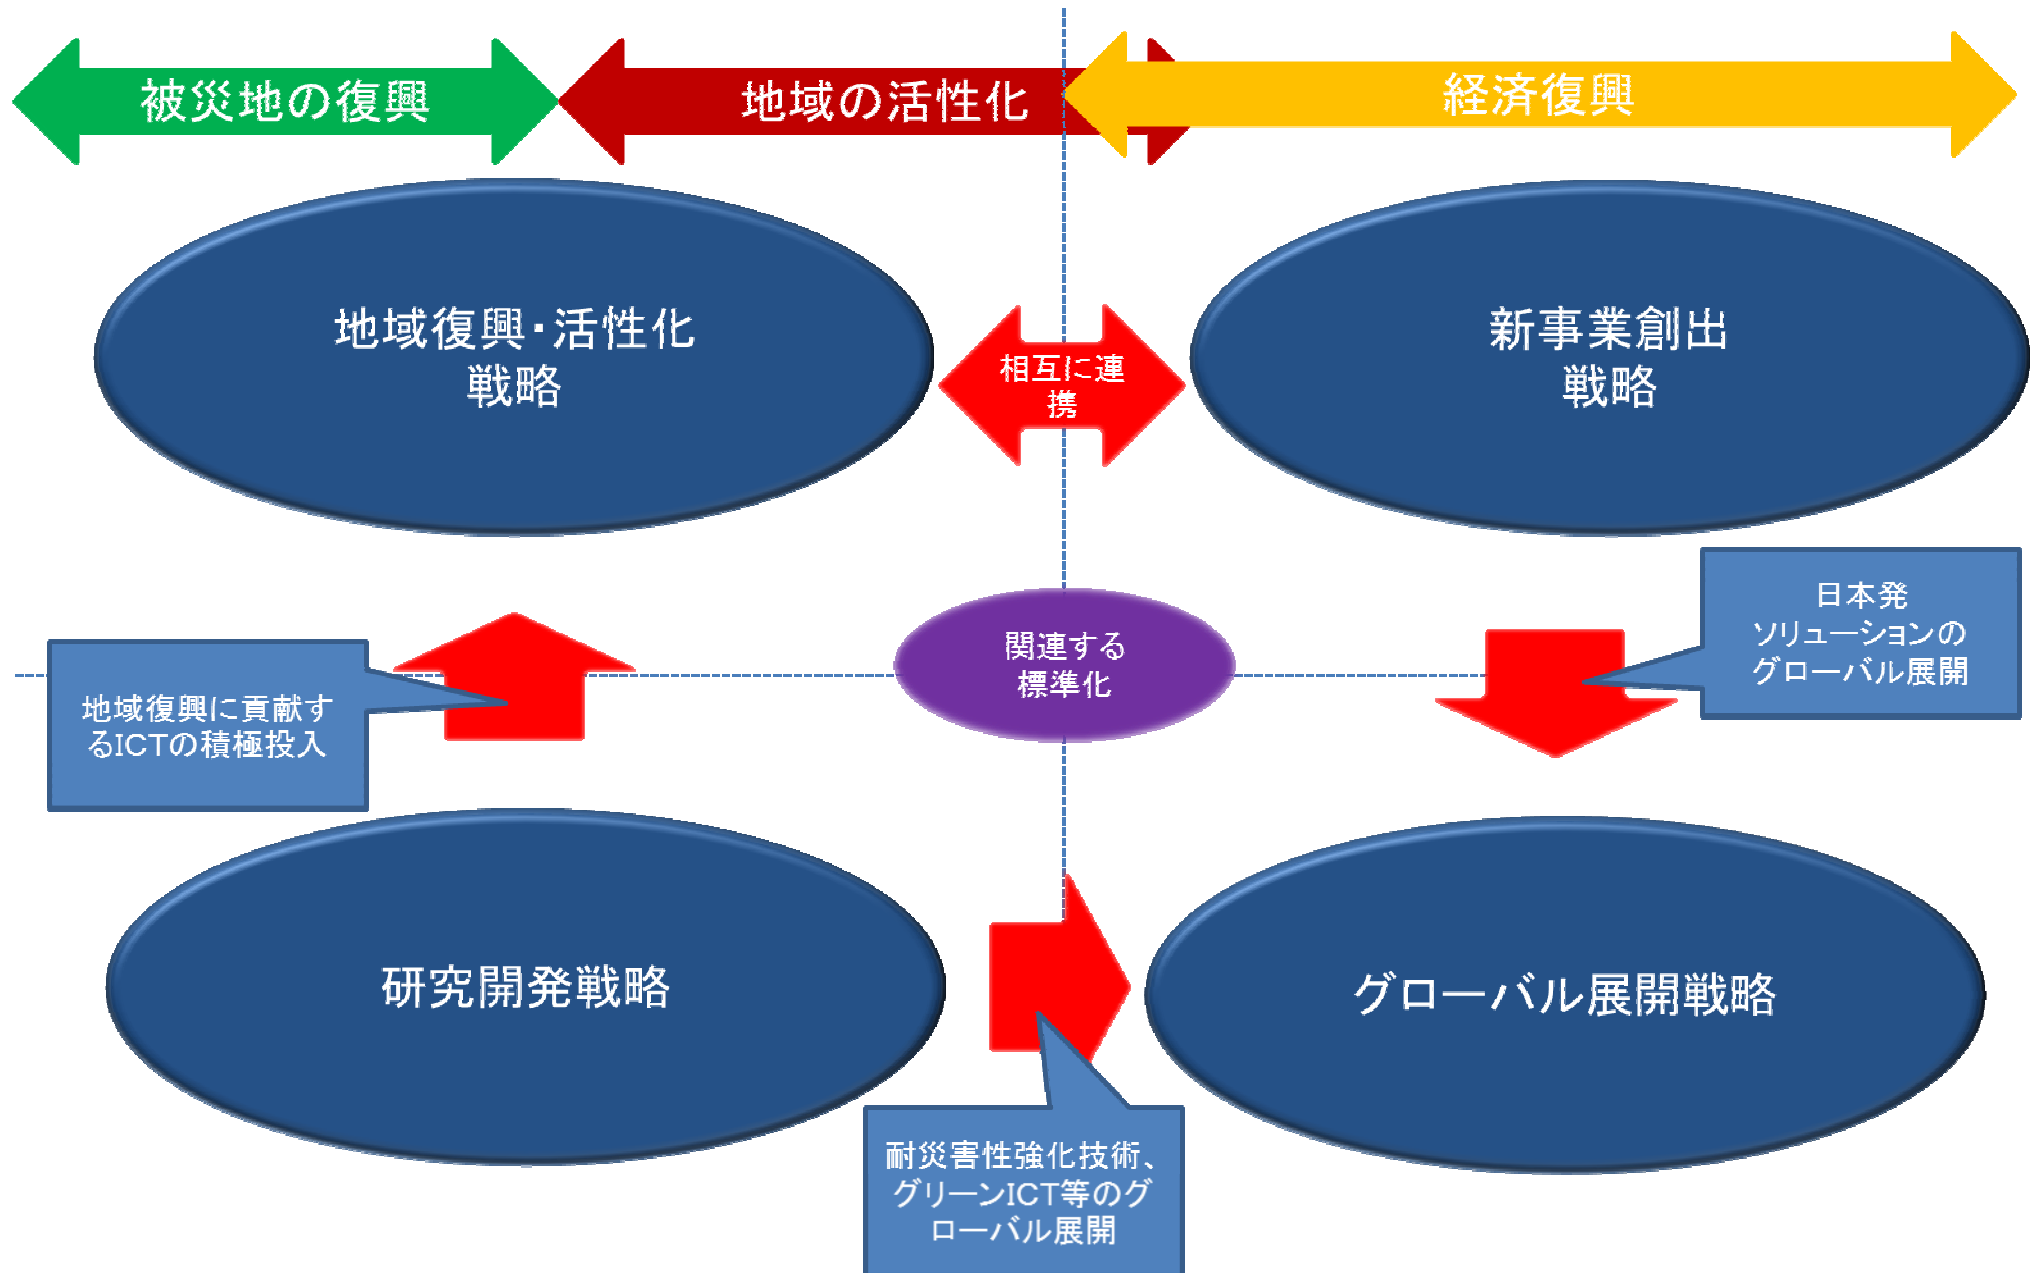 被災地の復興
地域の活性化
経済復興
地域復興・活性化
戦略
相互に連
携
新事業創出
戦略
日本発
ソリューションの
グローバル展開
関連する
標準化
地域復興に貢献す
るICTの積極投入
研究開発戦略
グローバル展開戦略
耐災害性強化技術、
グリーンICT等のグ
ローバル展開